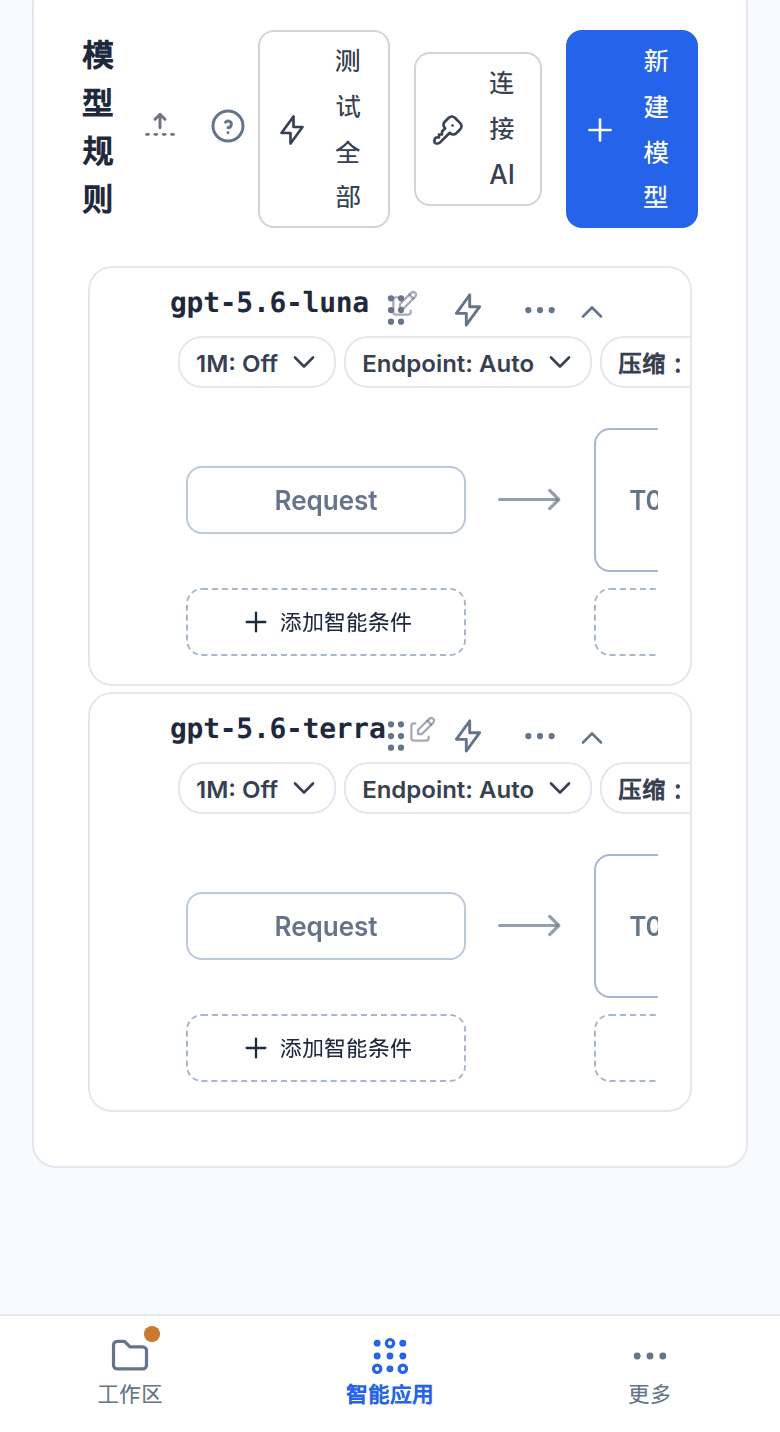 模型规则
测试全部
连接AI
新建模型
gpt-5.6-luna
1M: Off
Endpoint: Auto
压缩：
Request
添加智能条件
gpt-5.6-terra
1M: Off
Endpoint: Auto
压缩：
Request
添加智能条件
工作区
智能应用
更多